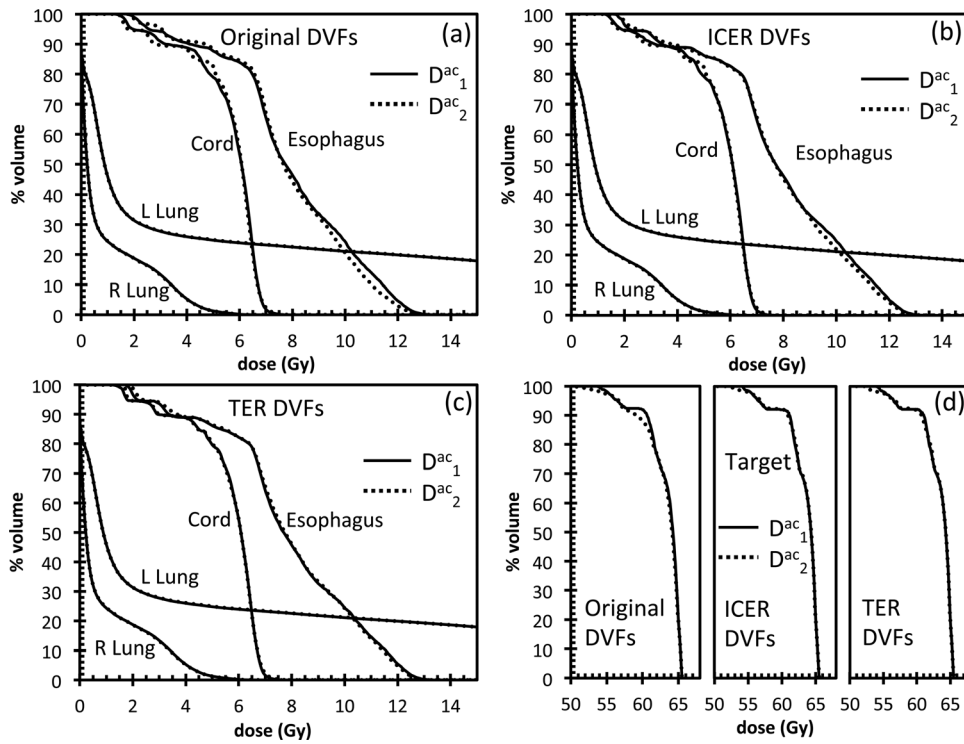 (a)
Original DVFs
D^ac_1
D^ac_2
Cord
Esophagus
L Lung
R Lung
% volume
100
90
80
70
60
50
40
30
20
10
0
0 2 4 6 8 10 12 14
dose (Gy)
(b)
ICER DVFs
D^ac_1
D^ac_2
Cord
Esophagus
L Lung
R Lung
% volume
100
90
80
70
60
50
40
30
20
10
0
0 2 4 6 8 10 12 14
dose (Gy)
(c)
TER DVFs
D^ac_1
D^ac_2
Cord
Esophagus
L Lung
R Lung
% volume
100
90
80
70
60
50
40
30
20
10
0
0 2 4 6 8 10 12 14
dose (Gy)
(d)
Target
D^ac_1
D^ac_2
Original
DVFs
ICER
DVFs
TER
DVFs
% volume
100
90
80
70
60
50
40
30
20
10
0
50 55 60 65 50 55 60 65 50 55 60 65
dose (Gy)